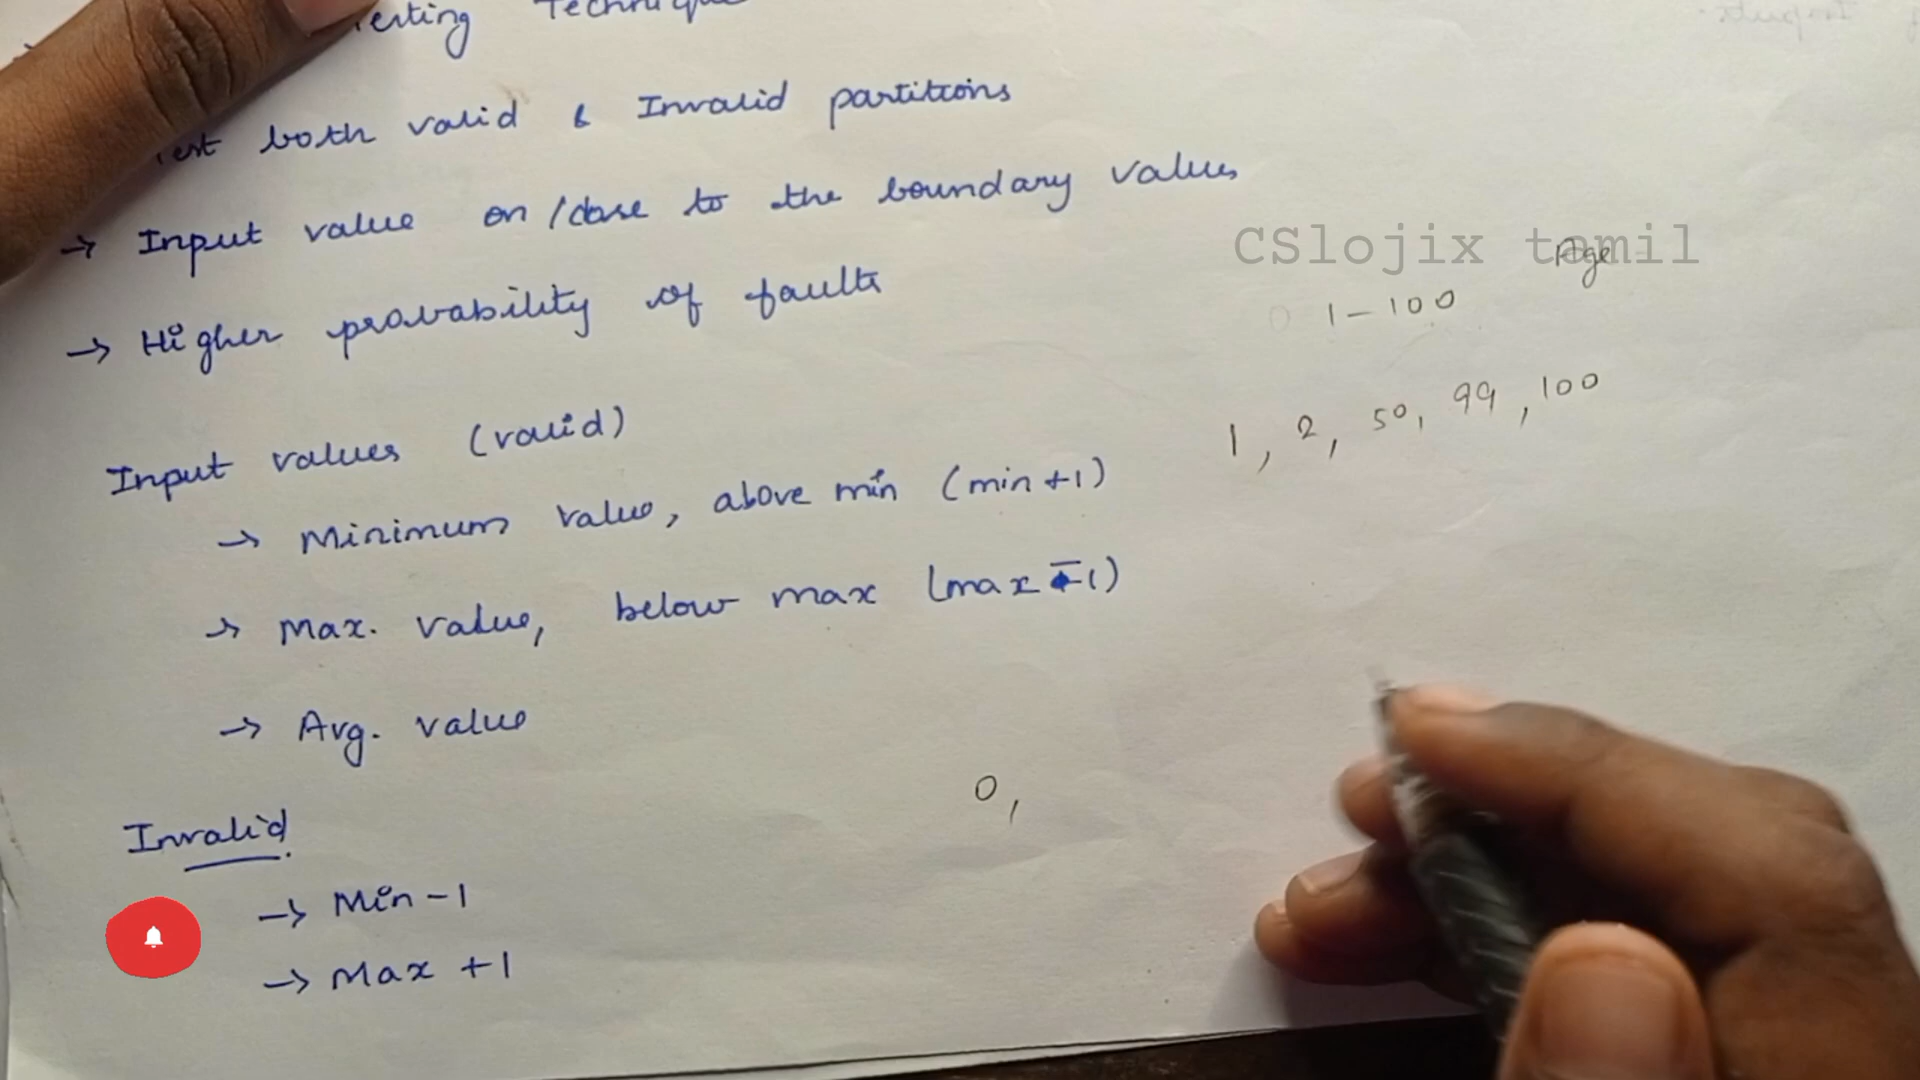 Testing
Test both valid & Invalid partitions
→ Input value on / close to the boundary values
→ Higher probability of faults
CSlojix tamil
Age
0 1-100
1, 2, 50, 99, 100
Input values (valid)
→ Minimum value, above min (min+1)
→ Max. value, below max (max-1)
→ Avg. value
0,
Invalid
→ Min-1
→ Max +1